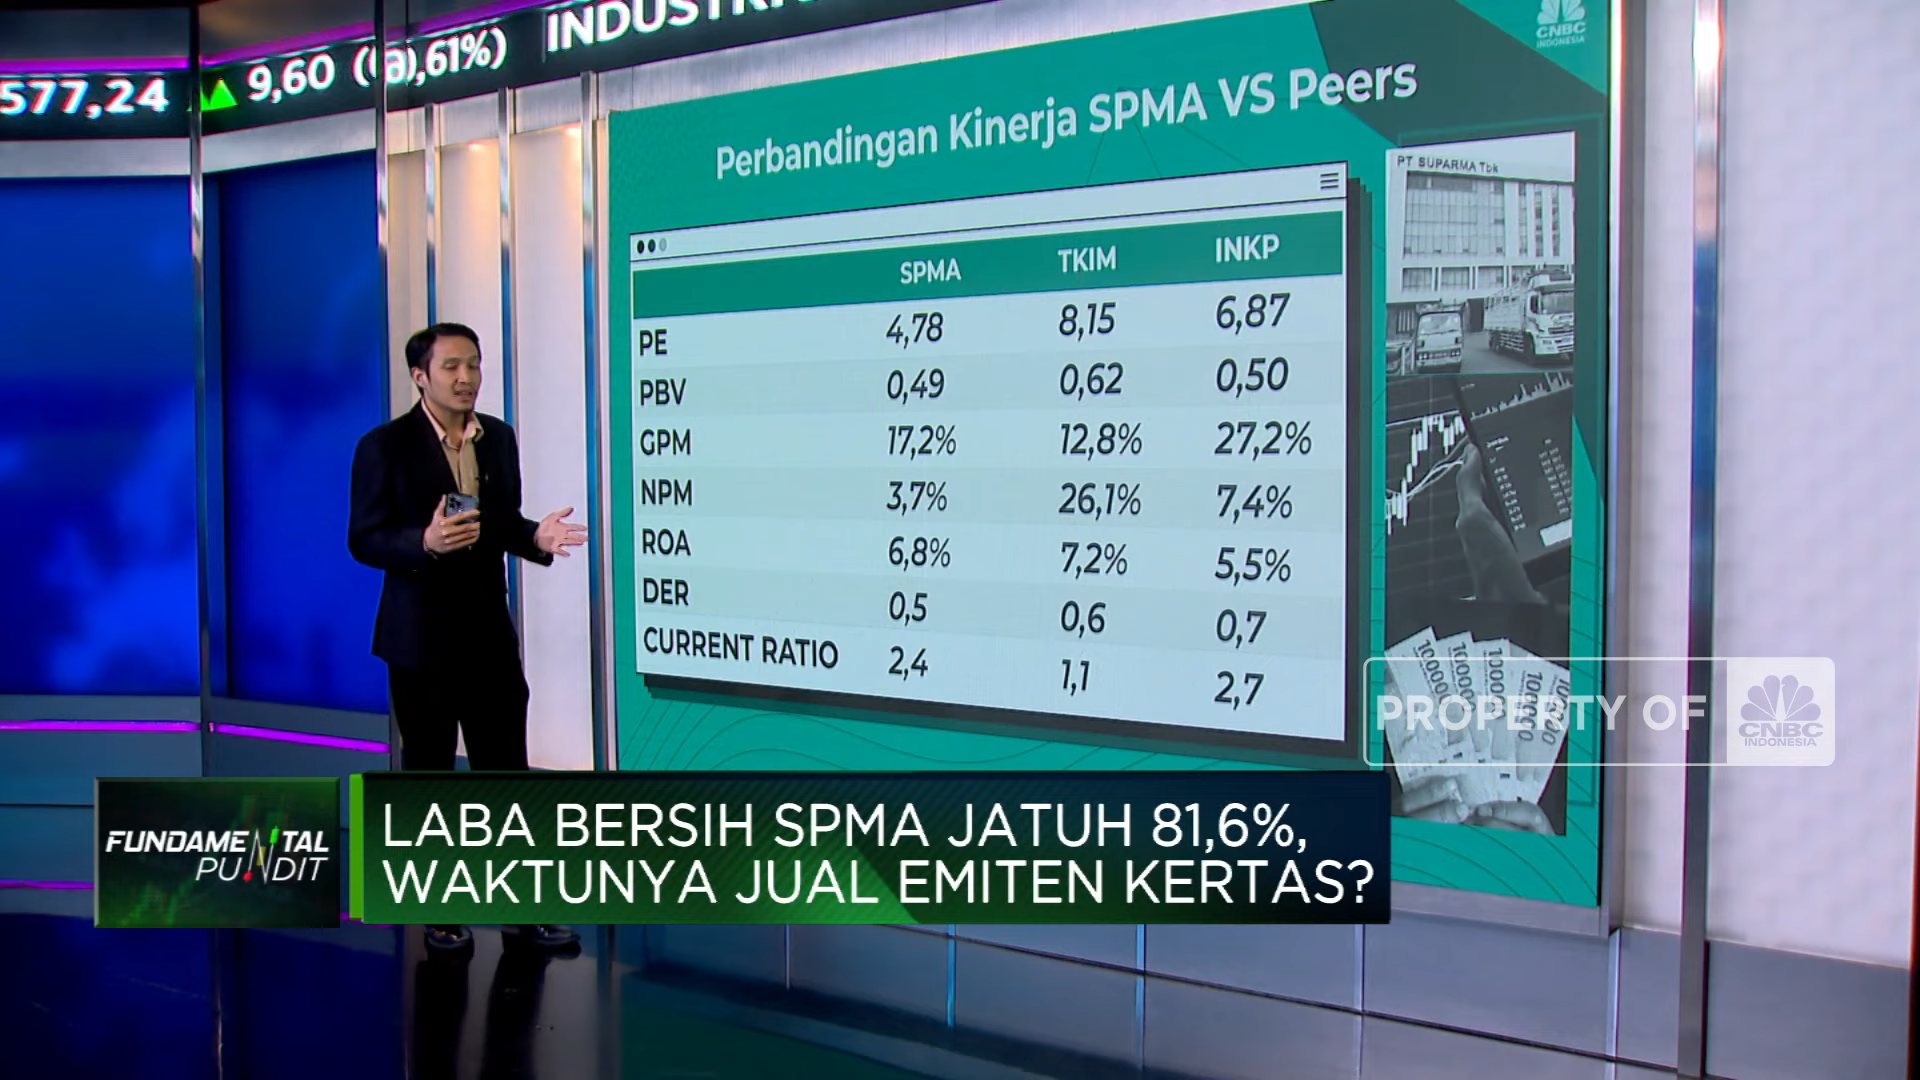 577,24 9,60 (0,61%)
CNBC
INDONESIA
Perbandingan Kinerja SPMA VS Peers
PT SUPARMA Tbk
SPMA TKIM INKP
PE 4,78 8,15 6,87
PBV 0,49 0,62 0,50
GPM 17,2% 12,8% 27,2%
NPM 3,7% 26,1% 7,4%
ROA 6,8% 7,2% 5,5%
DER 0,5 0,6 0,7
CURRENT RATIO 2,4 1,1 2,7
PROPERTY OF
CNBC
INDONESIA
FUNDAMENTAL
PUNDIT
LABA BERSIH SPMA JATUH 81,6%,
WAKTUNYA JUAL EMITEN KERTAS?